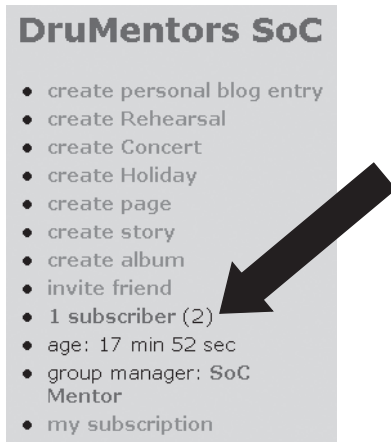 DruMentors SoC
create personal blog entry
create Rehearsal
create Concert
create Holiday
create page
create story
create album
invite friend
1 subscriber (2)
age: 17 min 52 sec
group manager: SoC
Mentor
my subscription